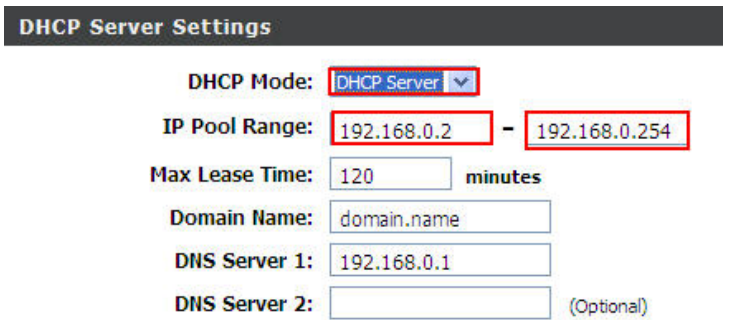 DHCP Server Settings
DHCP Mode: DHCP Server
IP Pool Range: 192.168.0.2 - 192.168.0.254
Max Lease Time: 120 minutes
Domain Name: domain.name
DNS Server 1: 192.168.0.1
DNS Server 2: (Optional)